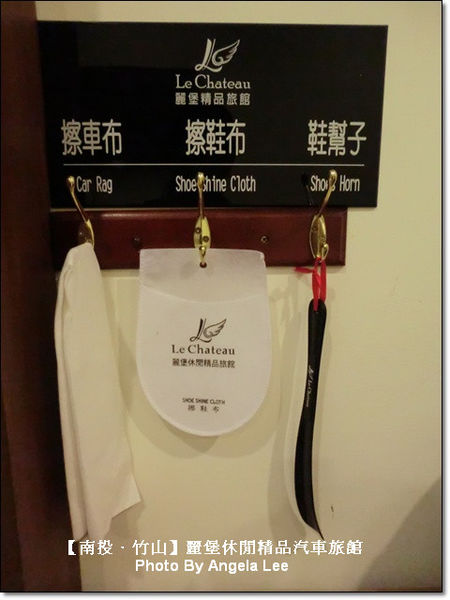 Le Chateau
麗堡精品旅館
擦車布 擦鞋布 鞋幫子
Car Rag Shoe Shine Cloth Shoe Horn
Le Chateau
麗堡休閒精品旅館
SHOE SHINE CLOTH
擦鞋布
Le Chateau
【南投‧竹山】麗堡休閒精品汽車旅館
Photo By Angela Lee